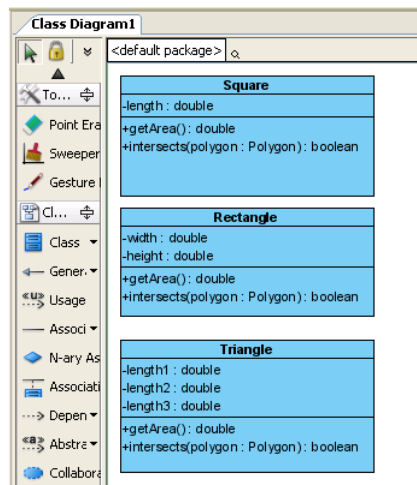 Class Diagram1
<default package>
To...
Point Era
Sweeper
Gesture
Cl...
Class
Gener.
Usage
Associ
N-ary As
Associati
Depen
Abstra
Collabora
Square
-length : double
+getArea() : double
+intersects(polygon : Polygon) : boolean
Rectangle
-width : double
-height : double
+getArea() : double
+intersects(polygon : Polygon) : boolean
Triangle
-length1 : double
-length2 : double
-length3 : double
+getArea() : double
+intersects(polygon : Polygon) : boolean